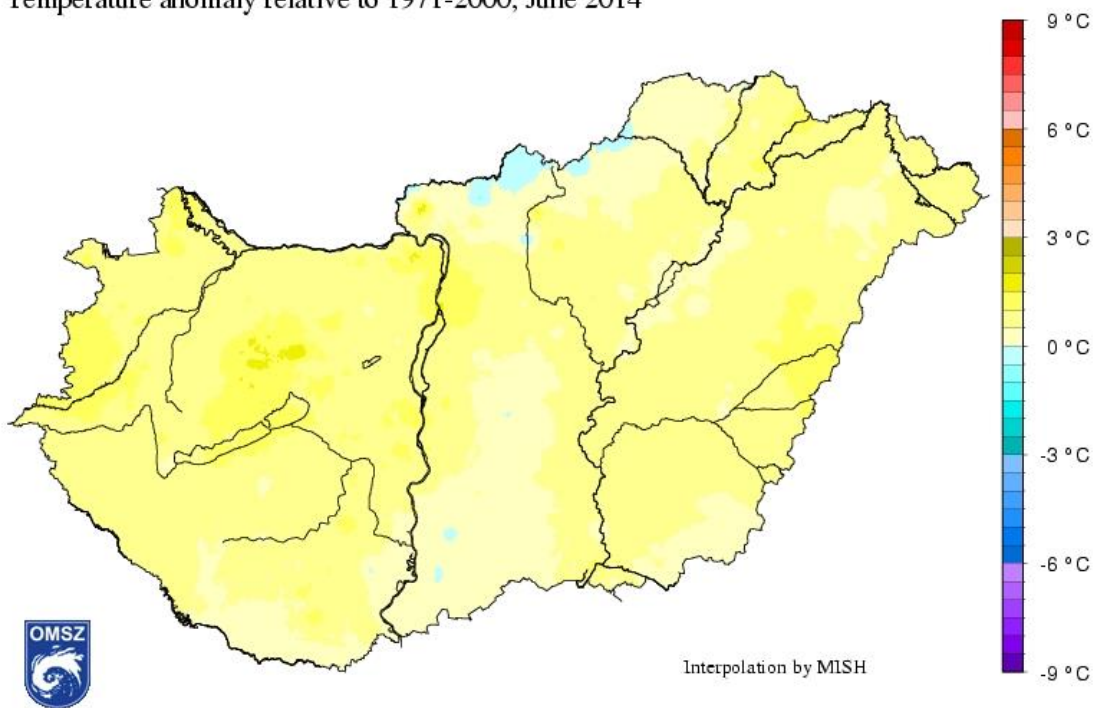 Temperature anomaly relative to 1971-2000, June 2014
9 °C
6 °C
3 °C
0 °C
-3 °C
-6 °C
-9 °C
OMSZ
Interpolation by MISH